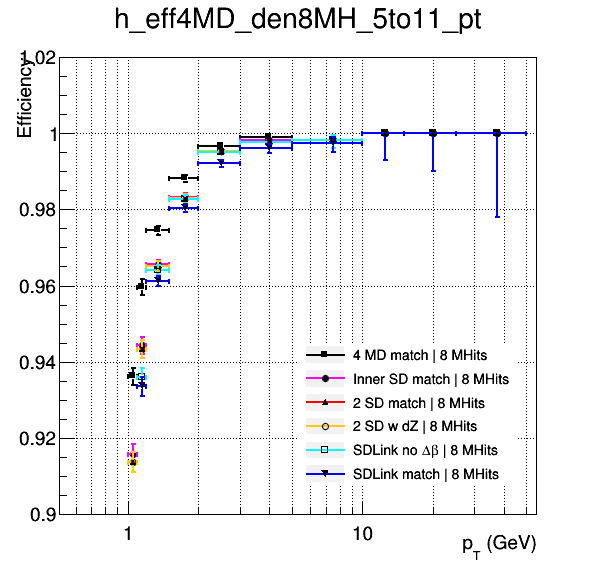 h_eff4MD_den8MH_5to11_pt
Efficiency
1.02
1
0.98
0.96
0.94
0.92
0.9
4 MD match | 8 MHits
Inner SD match | 8 MHits
2 SD match | 8 MHits
2 SD w dZ | 8 MHits
SDLink no Δβ | 8 MHits
SDLink match | 8 MHits
1
10
p_T (GeV)